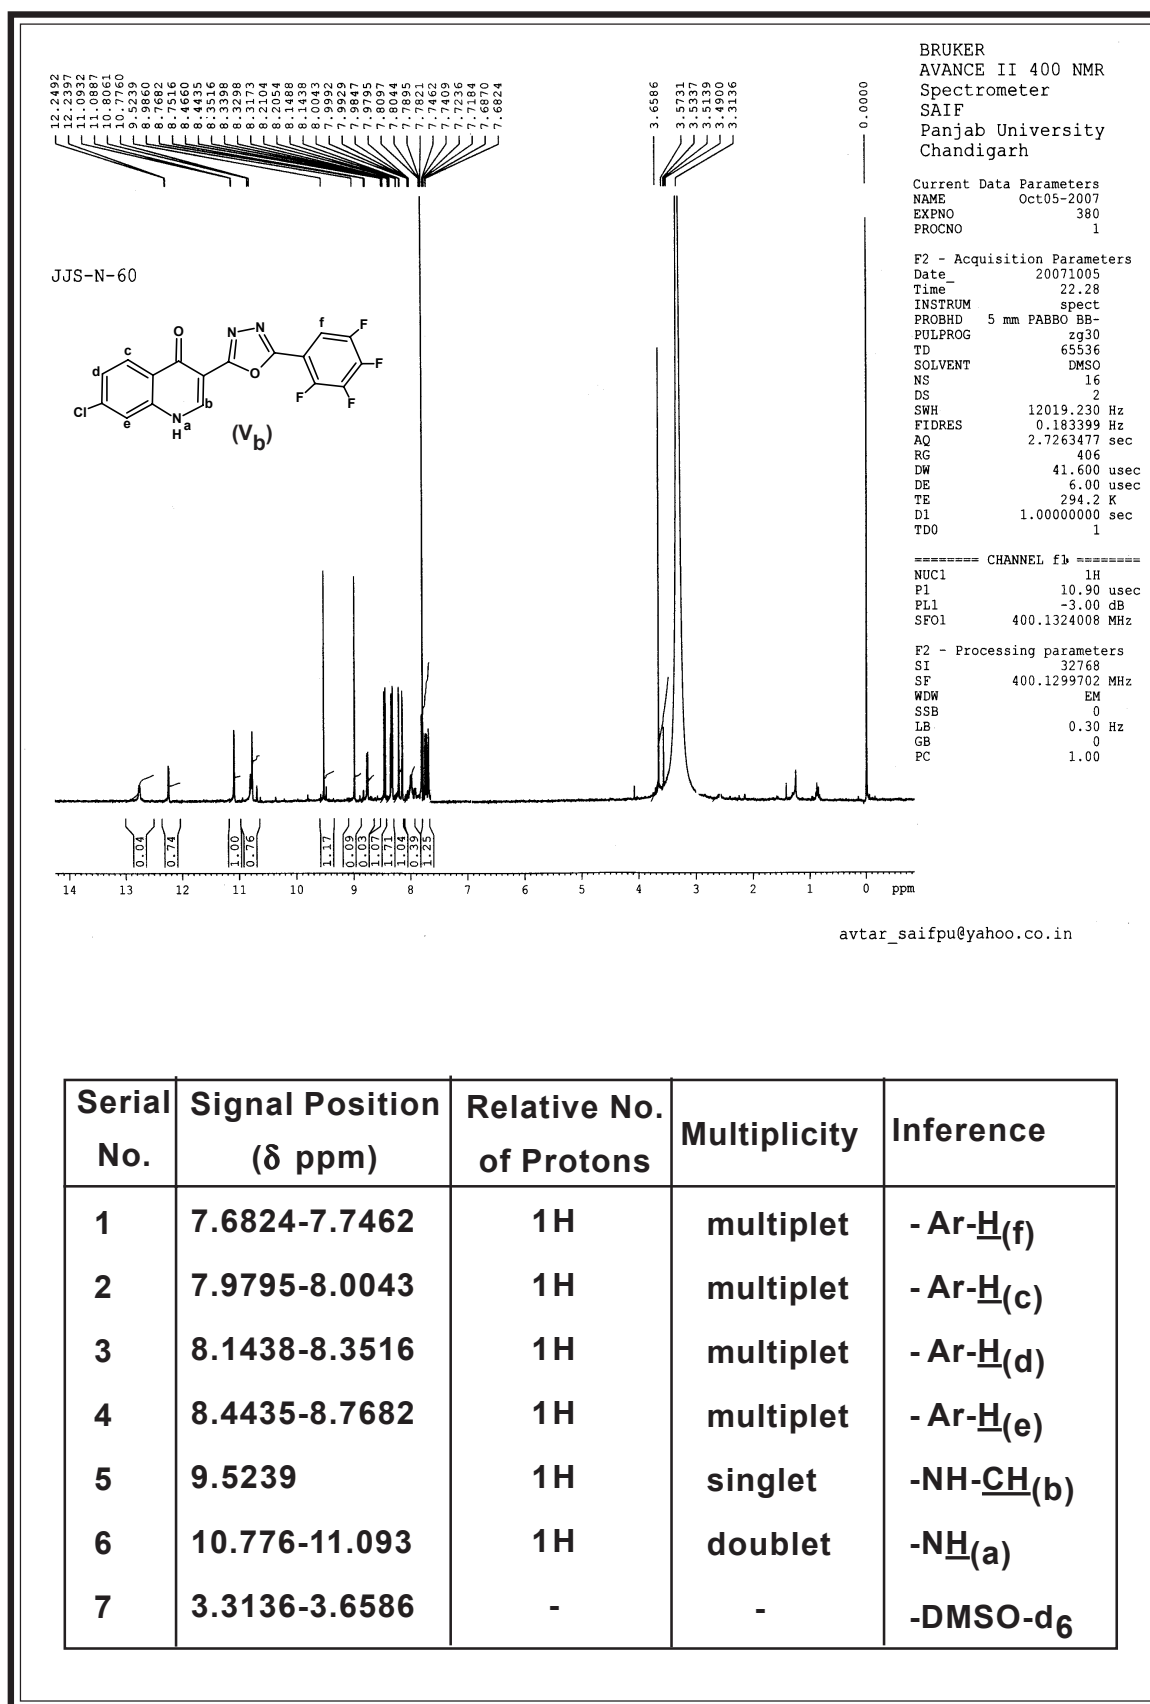 12.2492
12.2397
11.0932
11.0887
10.8061
10.7760
9.5239
8.9860
8.7682
8.7516
8.4660
8.4435
8.3516
8.3398
8.3298
8.3173
8.2104
8.2054
8.1488
8.1438
8.0043
7.9992
7.9929
7.9847
7.9795
7.8097
7.8044
7.7895
7.7821
7.7462
7.7409
7.7236
7.7184
7.6870
7.6824
3.6586
3.5731
3.5337
3.5139
3.4900
3.3136
0.0000
BRUKER
AVANCE II 400 NMR
Spectrometer
SAIF
Panjab University
Chandigarh
Current Data Parameters
NAME Oct05-2007
EXPNO 380
PROCNO 1
F2 - Acquisition Parameters
Date_ 20071005
Time 22.28
INSTRUM spect
PROBHD 5 mm PABBO BB-
PULPROG zg30
TD 65536
SOLVENT DMSO
NS 16
DS 2
SWH 12019.230 Hz
FIDRES 0.183399 Hz
AQ 2.7263477 sec
RG 406
DW 41.600 usec
DE 6.00 usec
TE 294.2 K
D1 1.00000000 sec
TD0 1
======== CHANNEL f1 ========
NUC1 1H
P1 10.90 usec
PL1 -3.00 dB
SFO1 400.1324008 MHz
F2 - Processing parameters
SI 32768
SF 400.1299702 MHz
WDW EM
SSB 0
LB 0.30 Hz
GB 0
PC 1.00
JJS-N-60
O
N N
f
F
c
d
F
O
Cl
b
F
F
e
N a
H
(Vb)
0.04
0.74
1.00
0.76
1.17
0.09
0.03
1.07
1.71
1.04
0.39
1.25
14 13 12 11 10 9 8 7 6 5 4 3 2 1 0 ppm
avtar_saifpu@yahoo.co.in
Serial No. Signal Position (δ ppm) Relative No. of Protons Multiplicity Inference
1 7.6824-7.7462 1H multiplet - Ar-H(f)
2 7.9795-8.0043 1H multiplet - Ar-H(c)
3 8.1438-8.3516 1H multiplet - Ar-H(d)
4 8.4435-8.7682 1H multiplet - Ar-H(e)
5 9.5239 1H singlet -NH-CH(b)
6 10.776-11.093 1H doublet -NH(a)
7 3.3136-3.6586 - - -DMSO-d6